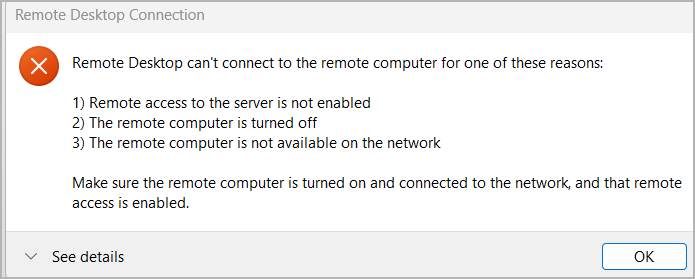 Remote Desktop Connection
Remote Desktop can't connect to the remote computer for one of these reasons:
1) Remote access to the server is not enabled
2) The remote computer is turned off
3) The remote computer is not available on the network
Make sure the remote computer is turned on and connected to the network, and that remote
access is enabled.
See details
OK